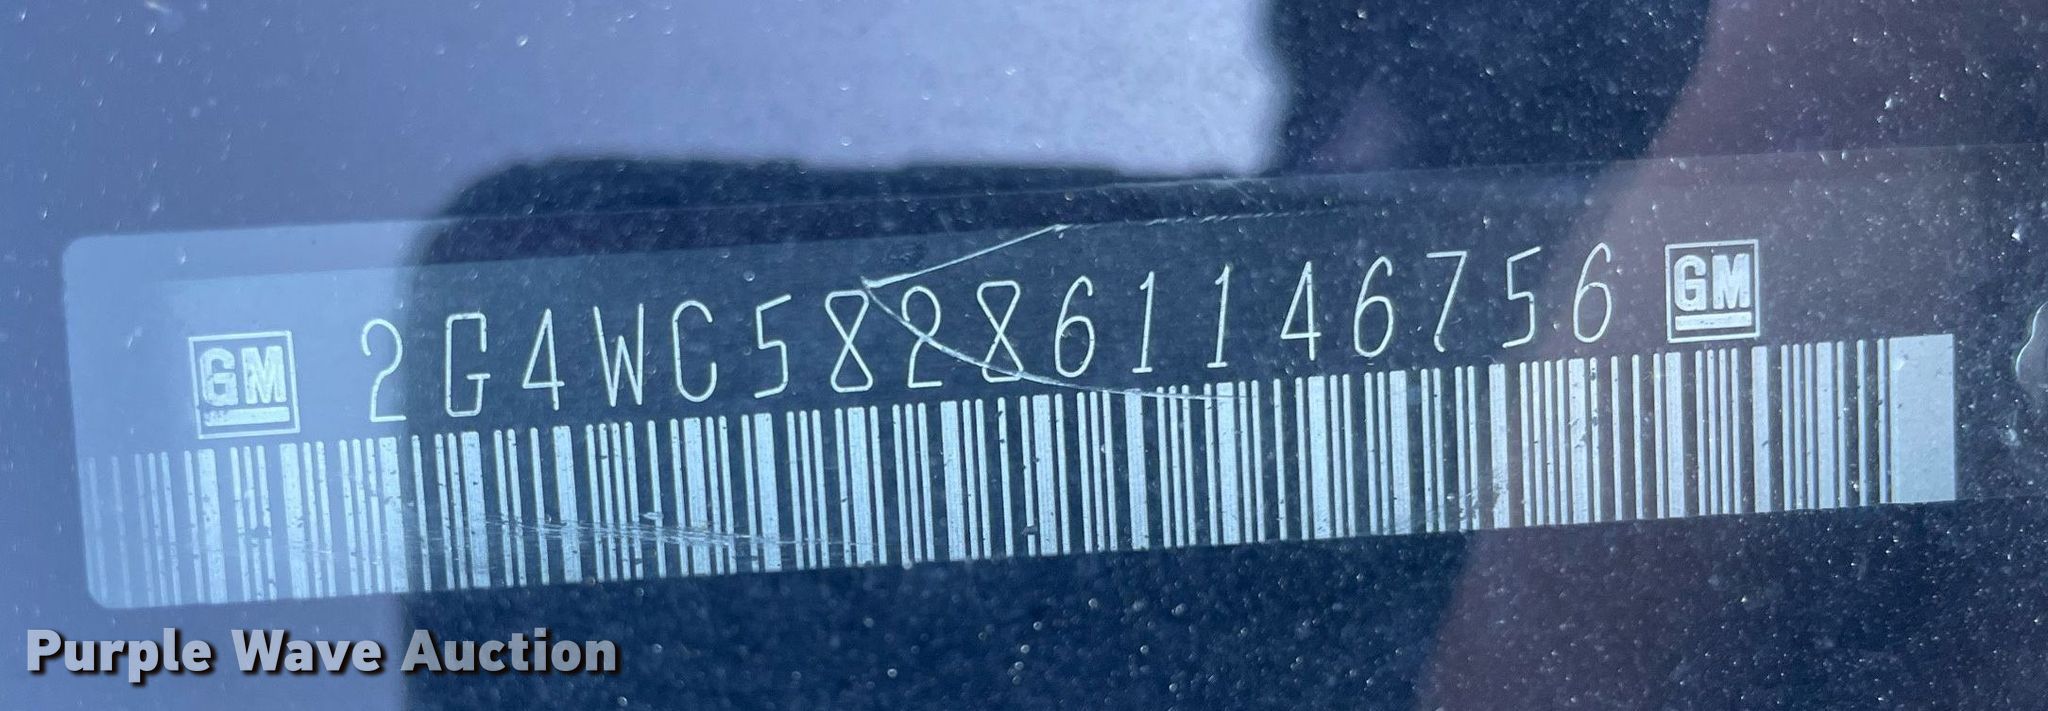 GM 2G4WC582861146756 GM
Purple Wave Auction